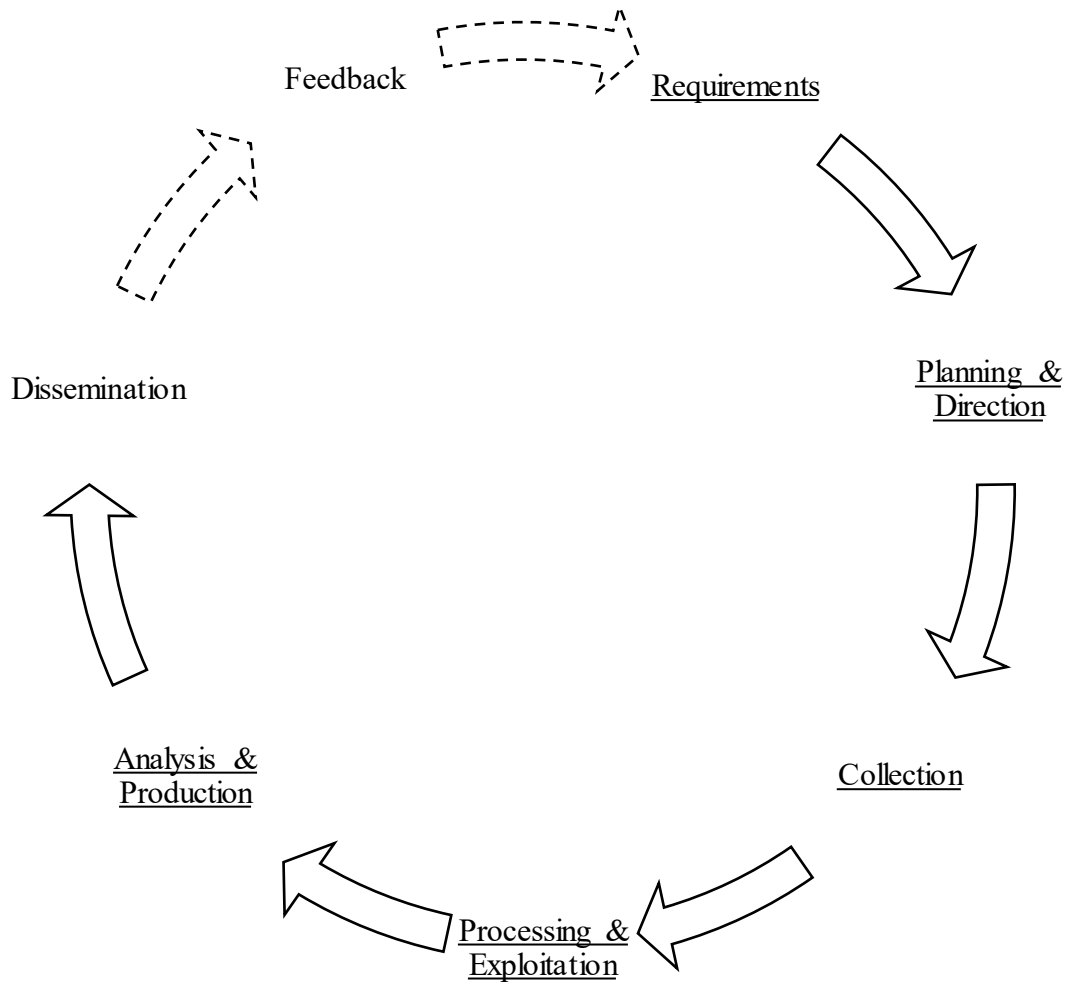 Feedback
Requirements
Planning &
Direction
Dissemination
Analysis &
Production
Collection
Processing &
Exploitation